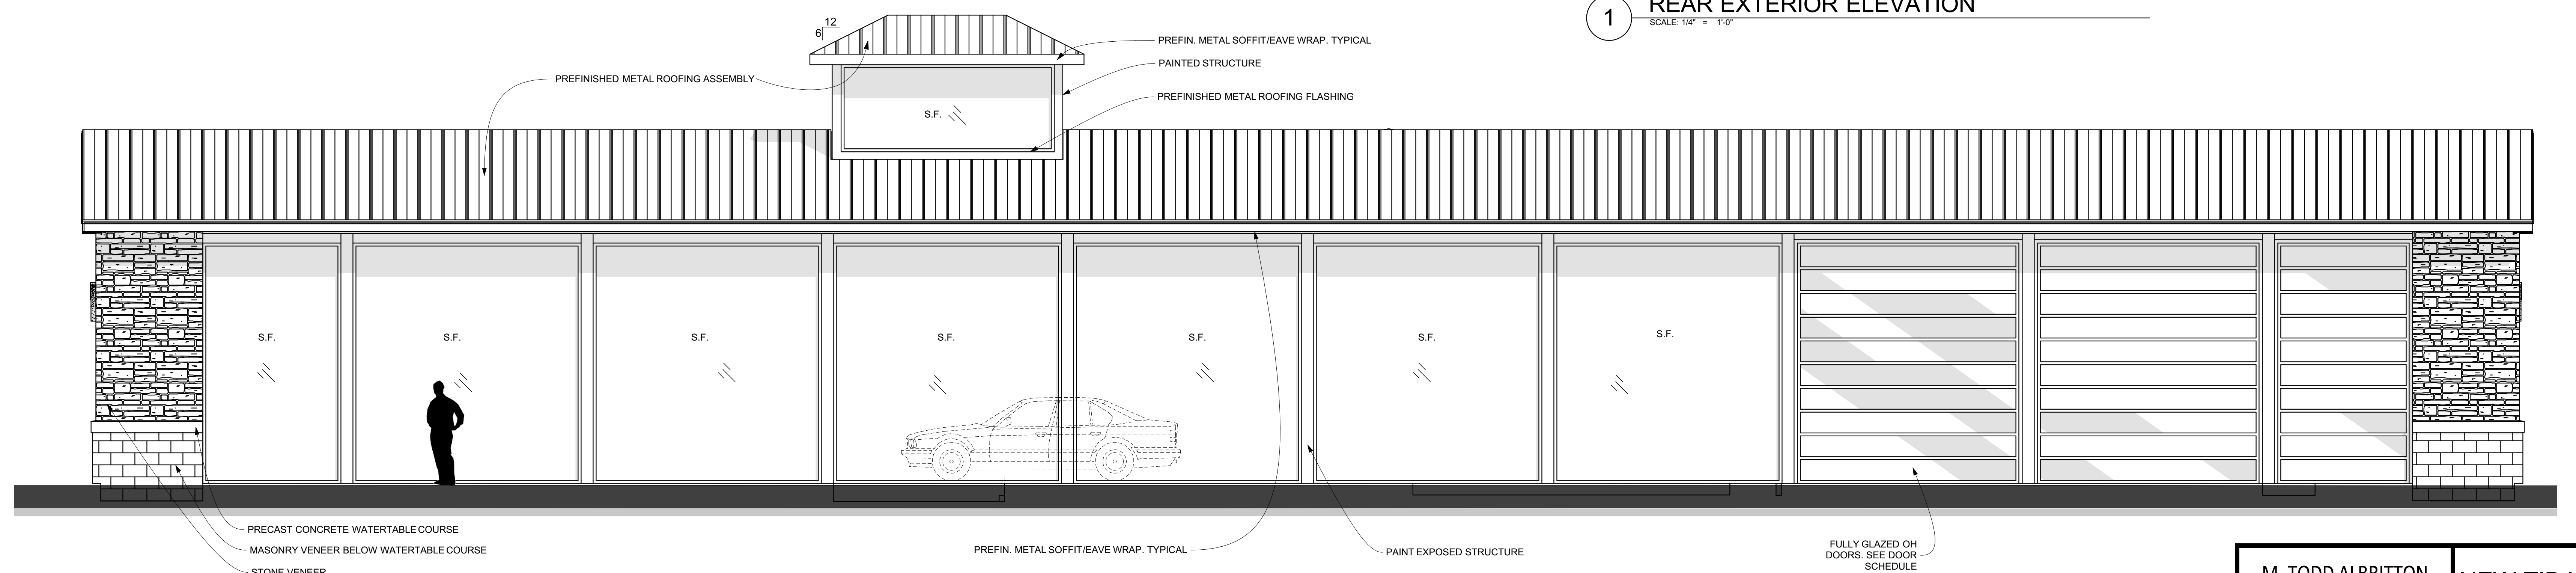 1
REAR EXTERIOR ELEVATION
SCALE: 1/4" = 1'-0"
12
6
PREFIN. METAL SOFFIT/EAVE WRAP. TYPICAL
PAINTED STRUCTURE
PREFINISHED METAL ROOFING ASSEMBLY
PREFINISHED METAL ROOFING FLASHING
S.F.
S.F.
S.F.
S.F.
S.F.
S.F.
S.F.
S.F.
PRECAST CONCRETE WATERTABLE COURSE
MASONRY VENEER BELOW WATERTABLE COURSE
STONE VENEER
PREFIN. METAL SOFFIT/EAVE WRAP. TYPICAL
PAINT EXPOSED STRUCTURE
FULLY GLAZED OH
DOORS. SEE DOOR
SCHEDULE
M. TODD ALBRITTON
NEW